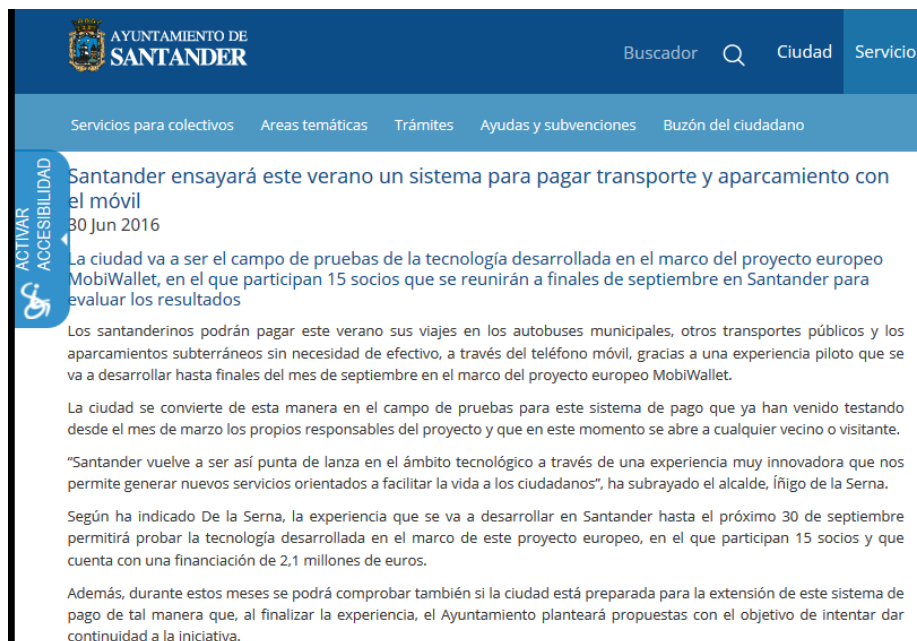 AYUNTAMIENTO DE
SANTANDER
Buscador
Ciudad
Servicio
Servicios para colectivos
Areas temáticas
Trámites
Ayudas y subvenciones
Buzón del ciudadano
ACTIVAR
ACCESIBILIDAD
Santander ensayará este verano un sistema para pagar transporte y aparcamiento con
el móvil
30 Jun 2016
La ciudad va a ser el campo de pruebas de la tecnología desarrollada en el marco del proyecto europeo
MobiWallet, en el que participan 15 socios que se reunirán a finales de septiembre en Santander para
evaluar los resultados
Los santanderinos podrán pagar este verano sus viajes en los autobuses municipales, otros transportes públicos y los
aparcamientos subterráneos sin necesidad de efectivo, a través del teléfono móvil, gracias a una experiencia piloto que se
va a desarrollar hasta finales del mes de septiembre en el marco del proyecto europeo MobiWallet.
La ciudad se convierte de esta manera en el campo de pruebas para este sistema de pago que ya han venido testando
desde el mes de marzo los propios responsables del proyecto y que en este momento se abre a cualquier vecino o visitante.
“Santander vuelve a ser así punta de lanza en el ámbito tecnológico a través de una experiencia muy innovadora que nos
permite generar nuevos servicios orientados a facilitar la vida a los ciudadanos”, ha subrayado el alcalde, Íñigo de la Serna.
Según ha indicado De la Serna, la experiencia que se va a desarrollar en Santander hasta el próximo 30 de septiembre
permitirá probar la tecnología desarrollada en el marco de este proyecto europeo, en el que participan 15 socios y que
cuenta con una financiación de 2,1 millones de euros.
Además, durante estos meses se podrá comprobar también si la ciudad está preparada para la extensión de este sistema de
pago de tal manera que, al finalizar la experiencia, el Ayuntamiento planteará propuestas con el objetivo de intentar dar
continuidad a la iniciativa.